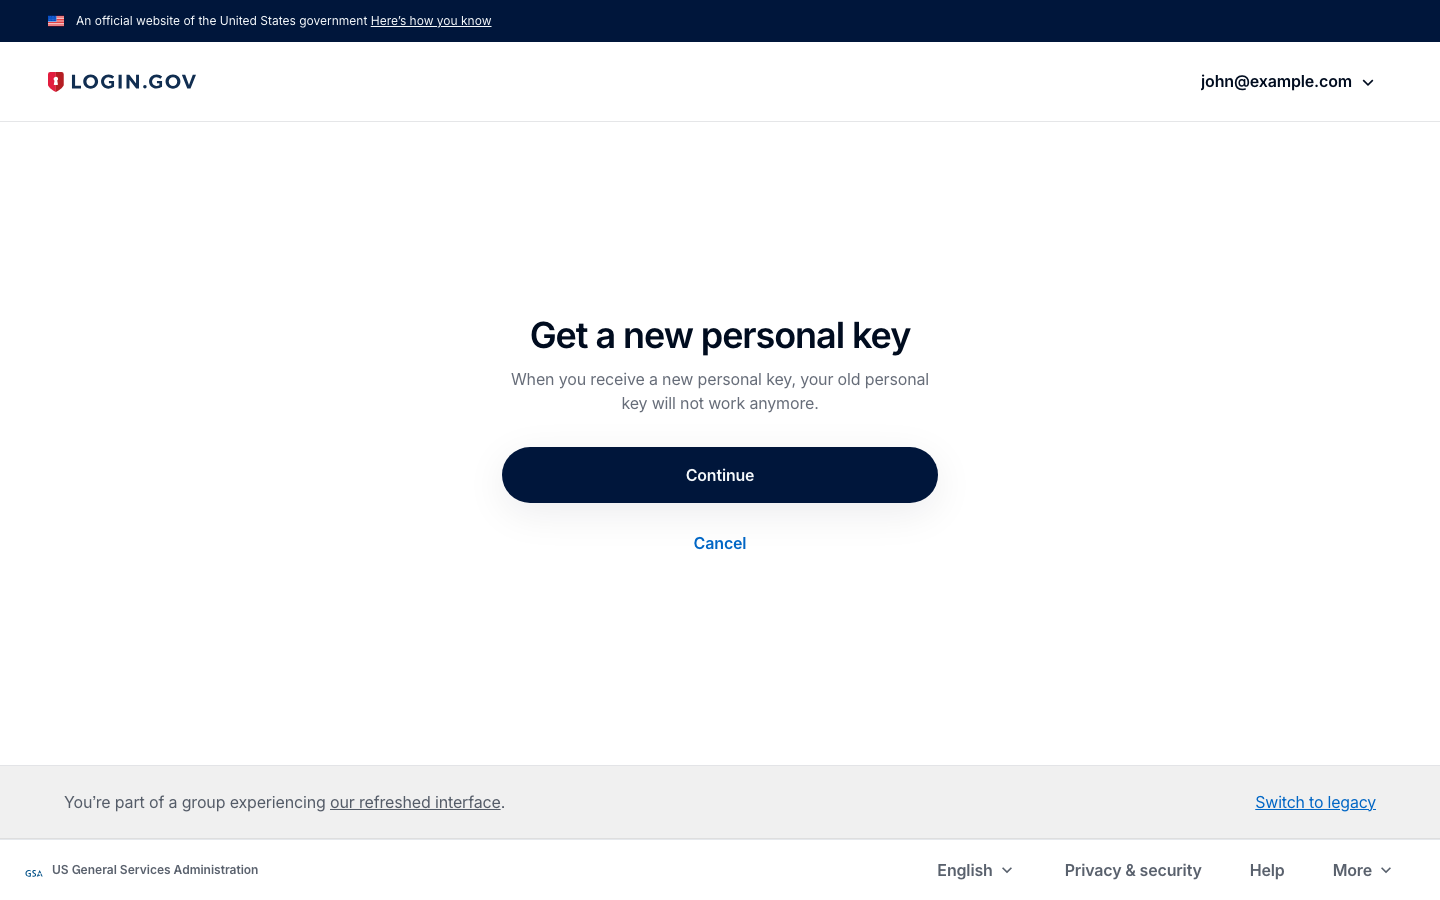 An official website of the United States government Here’s how you know
LOGIN.GOV
john@example.com
Get a new personal key
When you receive a new personal key, your old personal
key will not work anymore.
Continue
Cancel
You’re part of a group experiencing our refreshed interface.
Switch to legacy
GSA
US General Services Administration
English
Privacy & security
Help
More